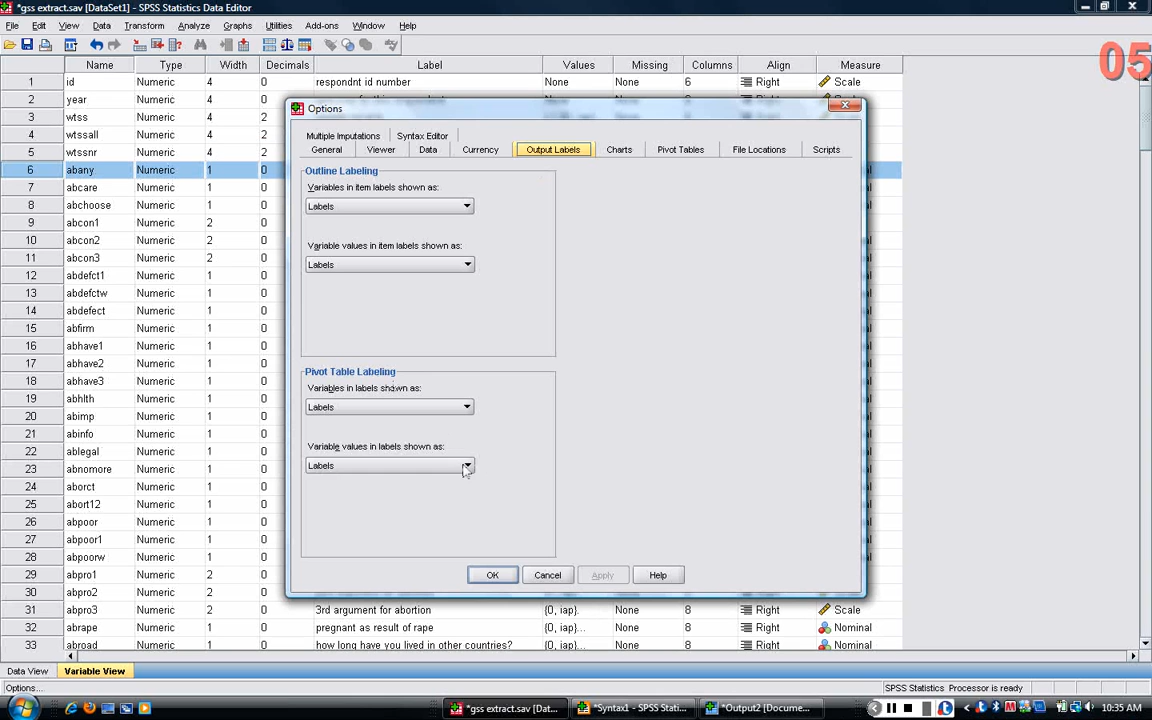 *gss extract.sav [DataSet1] - SPSS Statistics Data Editor
File Edit View Data Transform Analyze Graphs Utilities Add-ons Window Help
05
Name Type Width Decimals Label Values Missing Columns Align Measure
1 id Numeric 4 0 respondnt id number None None 6 Right Scale
2 year Numeric 4 0
3 wtss Numeric 4 2
4 wtssall Numeric 4 2
5 wtssnr Numeric 4 2
6 abany Numeric 1 0
7 abcare Numeric 1 0
8 abchoose Numeric 1 0
9 abcon1 Numeric 2 0
10 abcon2 Numeric 2 0
11 abcon3 Numeric 2 0
12 abdefct1 Numeric 1 0
13 abdefctw Numeric 1 0
14 abdefect Numeric 1 0
15 abfirm Numeric 1 0
16 abhave1 Numeric 1 0
17 abhave2 Numeric 1 0
18 abhave3 Numeric 1 0
19 abhlth Numeric 1 0
20 abimp Numeric 1 0
21 abinfo Numeric 1 0
22 ablegal Numeric 1 0
23 abnomore Numeric 1 0
24 aborct Numeric 1 0
25 abort12 Numeric 1 0
26 abpoor Numeric 1 0
27 abpoor1 Numeric 1 0
28 abpoorw Numeric 1 0
29 abpro1 Numeric 2 0
30 abpro2 Numeric 2 0
31 abpro3 Numeric 2 0 3rd argument for abortion {0, iap}... None 8 Right Scale
32 abrape Numeric 1 0 pregnant as result of rape {0, iap}... None 8 Right Nominal
33 abroad Numeric 1 0 how long have you lived in other countries? {0, iap}... None 8 Right Nominal
Options
Multiple Imputations Syntax Editor
General Viewer Data Currency Output Labels Charts Pivot Tables File Locations Scripts
Outline Labeling
Variables in item labels shown as:
Labels
Variable values in item labels shown as:
Labels
Pivot Table Labeling
Variables in labels shown as:
Labels
Variable values in labels shown as:
Labels
OK Cancel Apply Help
Data View Variable View
Options... SPSS Statistics Processor is ready
*gss extract.sav [Dat... *Syntax1 - SPSS Stati... *Output2 [Docume... 10:35 AM